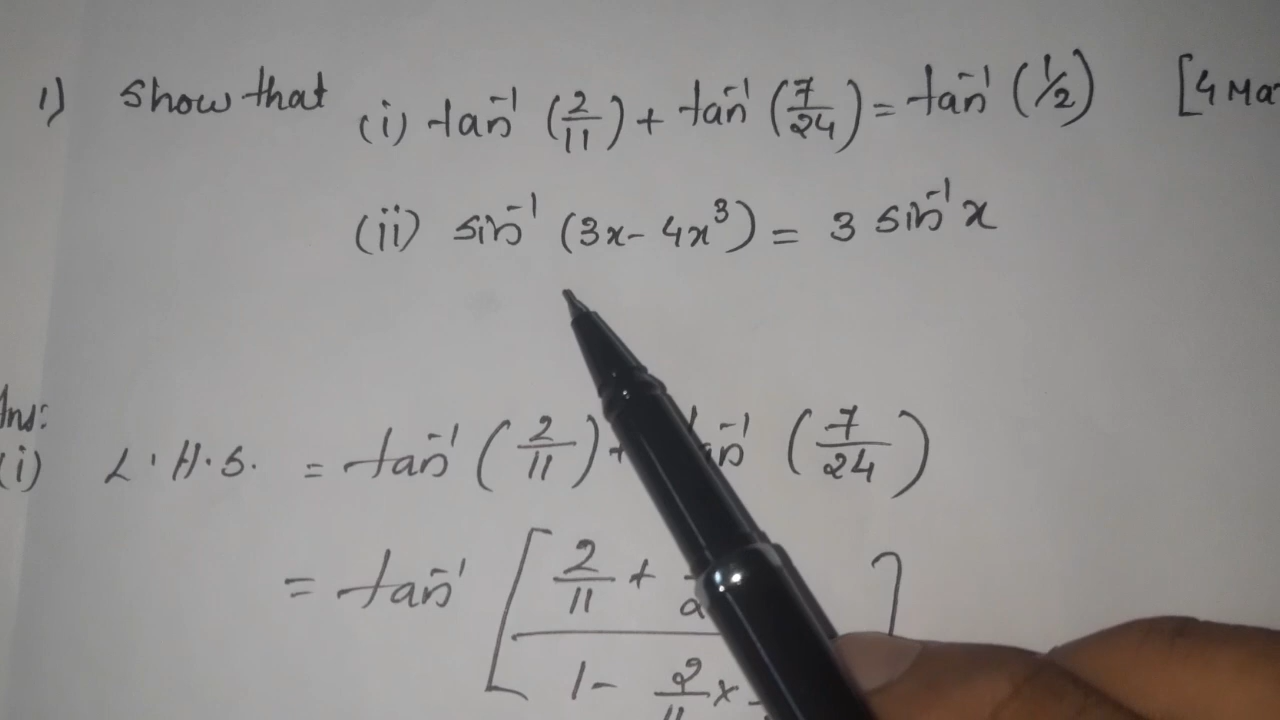 1) Show that (i) tan⁻¹ (2/11) + tan⁻¹ (7/24) = tan⁻¹ (1/2) [4 Ma
(ii) sin⁻¹ (3x - 4x³) = 3 sin⁻¹ x
Ans:
(i) L.H.S. = tan⁻¹ (2/11) + tan⁻¹ (7/24)
= tan⁻¹ [ 2/11 + ]
1 - 2/11 ×